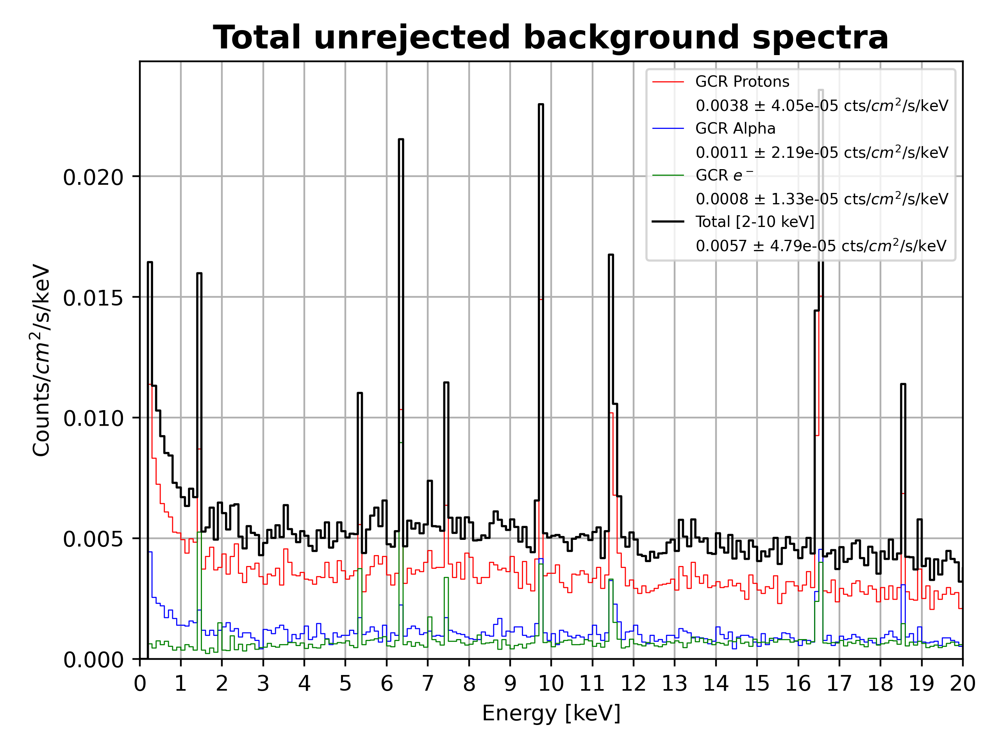 Total unrejected background spectra
GCR Protons
0.0038 ± 4.05e-05 cts/cm²/s/keV
GCR Alpha
0.0011 ± 2.19e-05 cts/cm²/s/keV
GCR e⁻
0.0008 ± 1.33e-05 cts/cm²/s/keV
Total [2-10 keV]
0.0057 ± 4.79e-05 cts/cm²/s/keV
Counts/cm²/s/keV
0.020
0.015
0.010
0.005
0.000
0 1 2 3 4 5 6 7 8 9 10 11 12 13 14 15 16 17 18 19 20
Energy [keV]